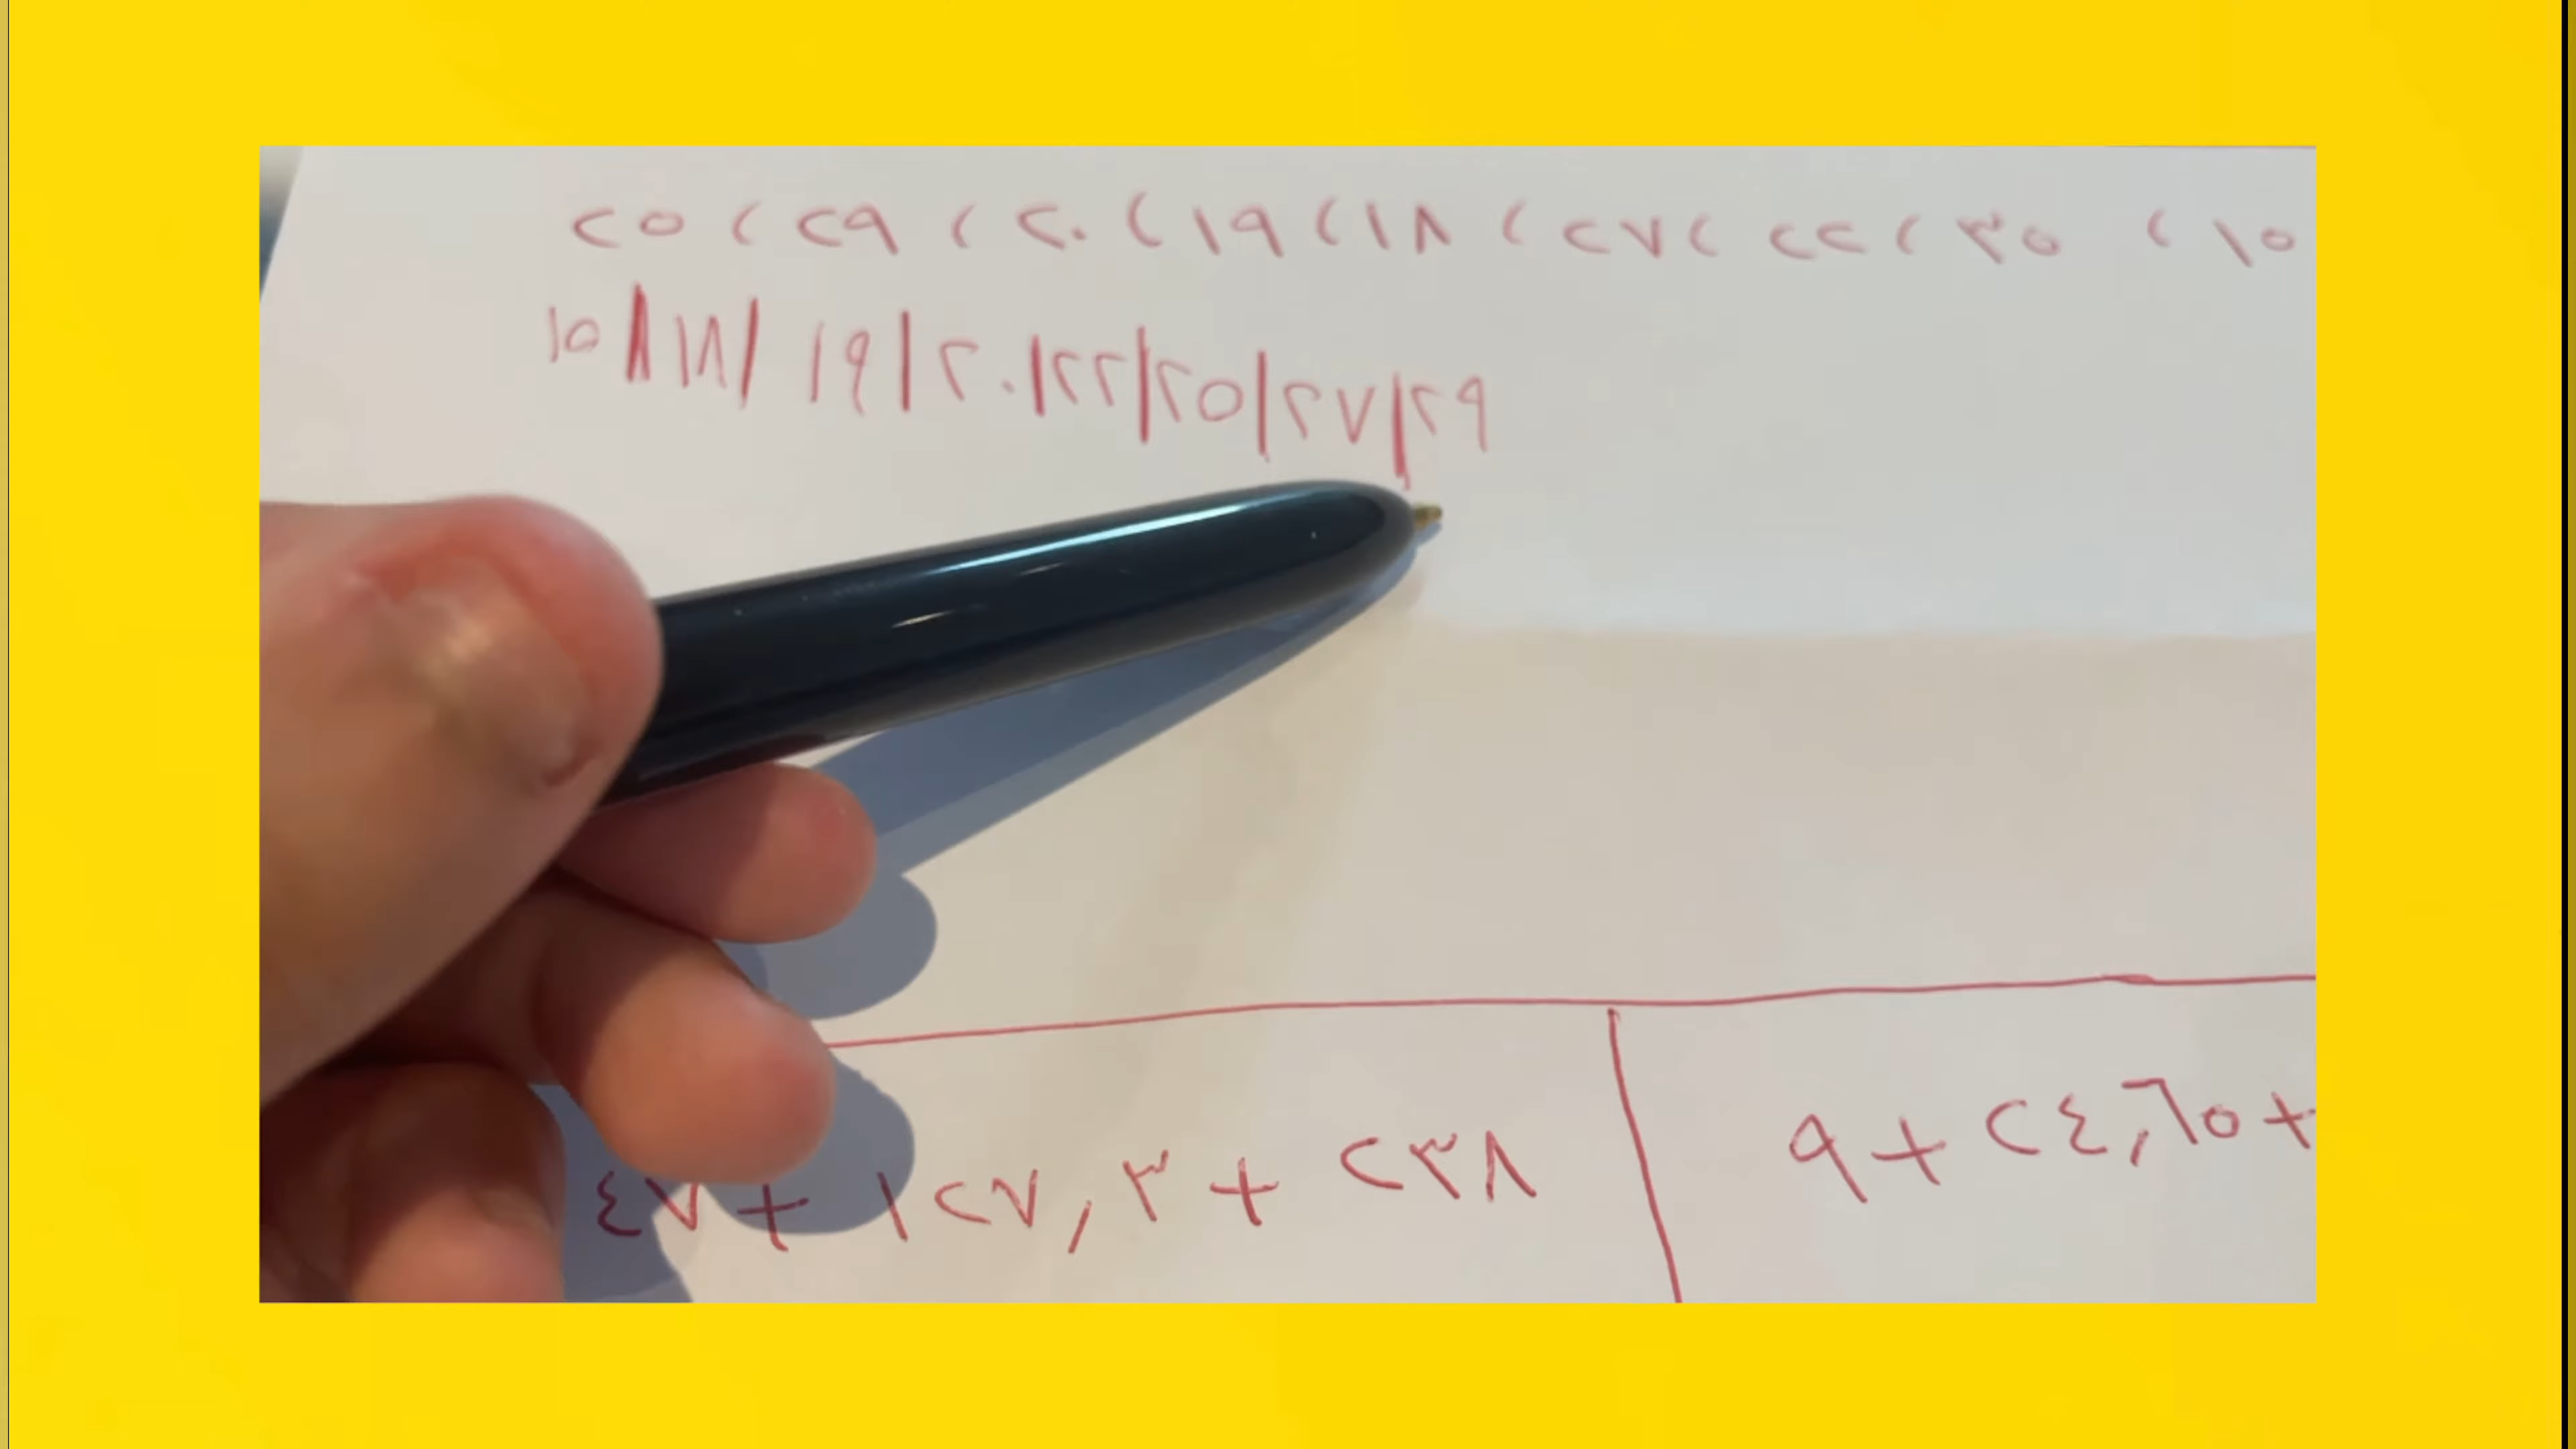 ٢٥ ، ٢٩ ، ٢٠ ، ١٩ ، ١٨ ، ٢٧ ، ٢٢ ، ٣٥ ، ١٥
١٥ | ١٨ | ١٩ | ٢٠ | ٢٢ | ٢٥ | ٢٧ | ٢٩
٤٧ + ١٢٧,٣ + ٢٣٨
٩ + ٢٤,٦٥ +